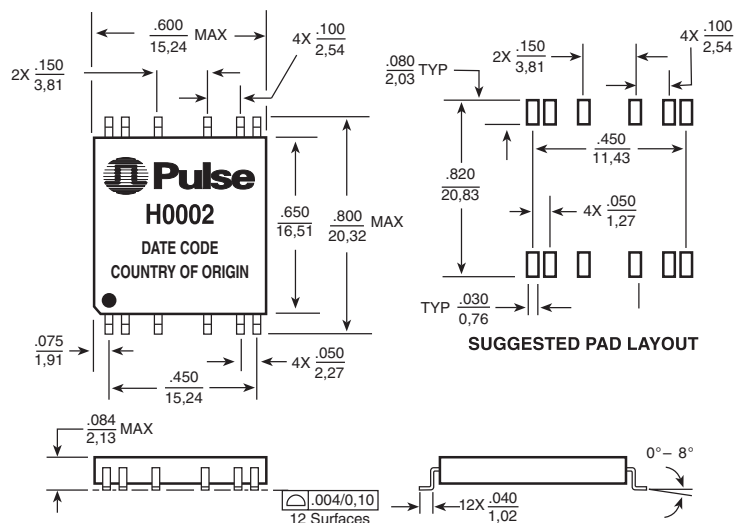 .600
15,24 MAX
2X .150
3,81
4X .100
2,54
Pulse
H0002
DATE CODE
COUNTRY OF ORIGIN
.650
16,51
.800
20,32 MAX
.075
1,91
4X .050
2,27
.450
15,24
.080
2,03 TYP
2X .150
3,81
4X .100
2,54
.450
11,43
.820
20,83
4X .050
1,27
TYP .030
0,76
SUGGESTED PAD LAYOUT
.084
2,13 MAX
.004/0,10
12 Surfaces
0°– 8°
12X .040
1,02